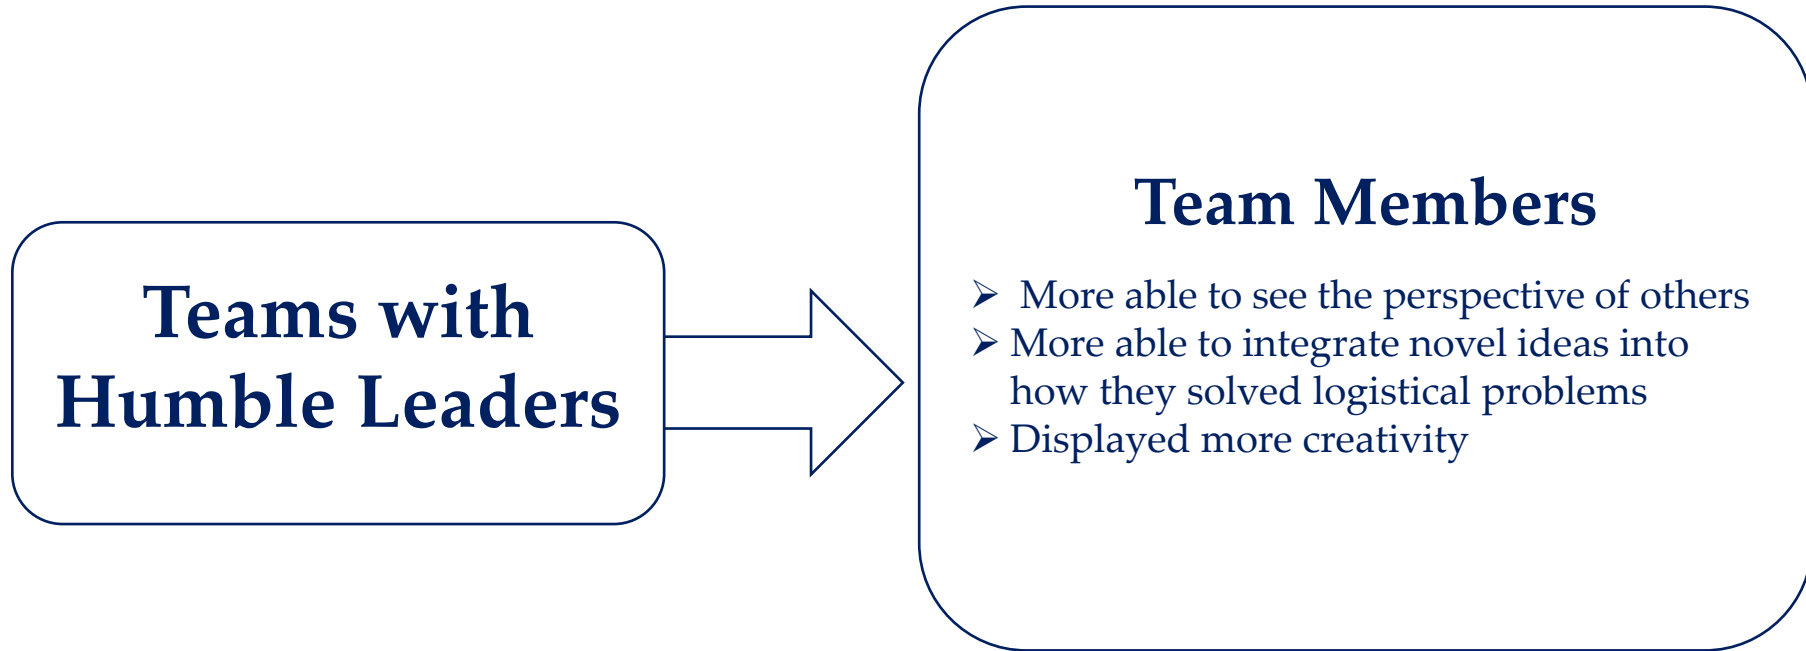 Teams with
Humble Leaders
Team Members
➢ More able to see the perspective of others
➢ More able to integrate novel ideas into
how they solved logistical problems
➢ Displayed more creativity